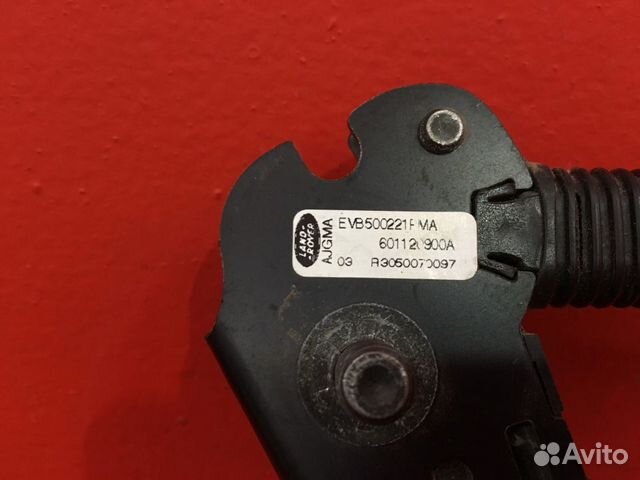 LAND-
-ROVER
AJGMA
EVB500221PMA
601120900A
03 R3050070097
Avito